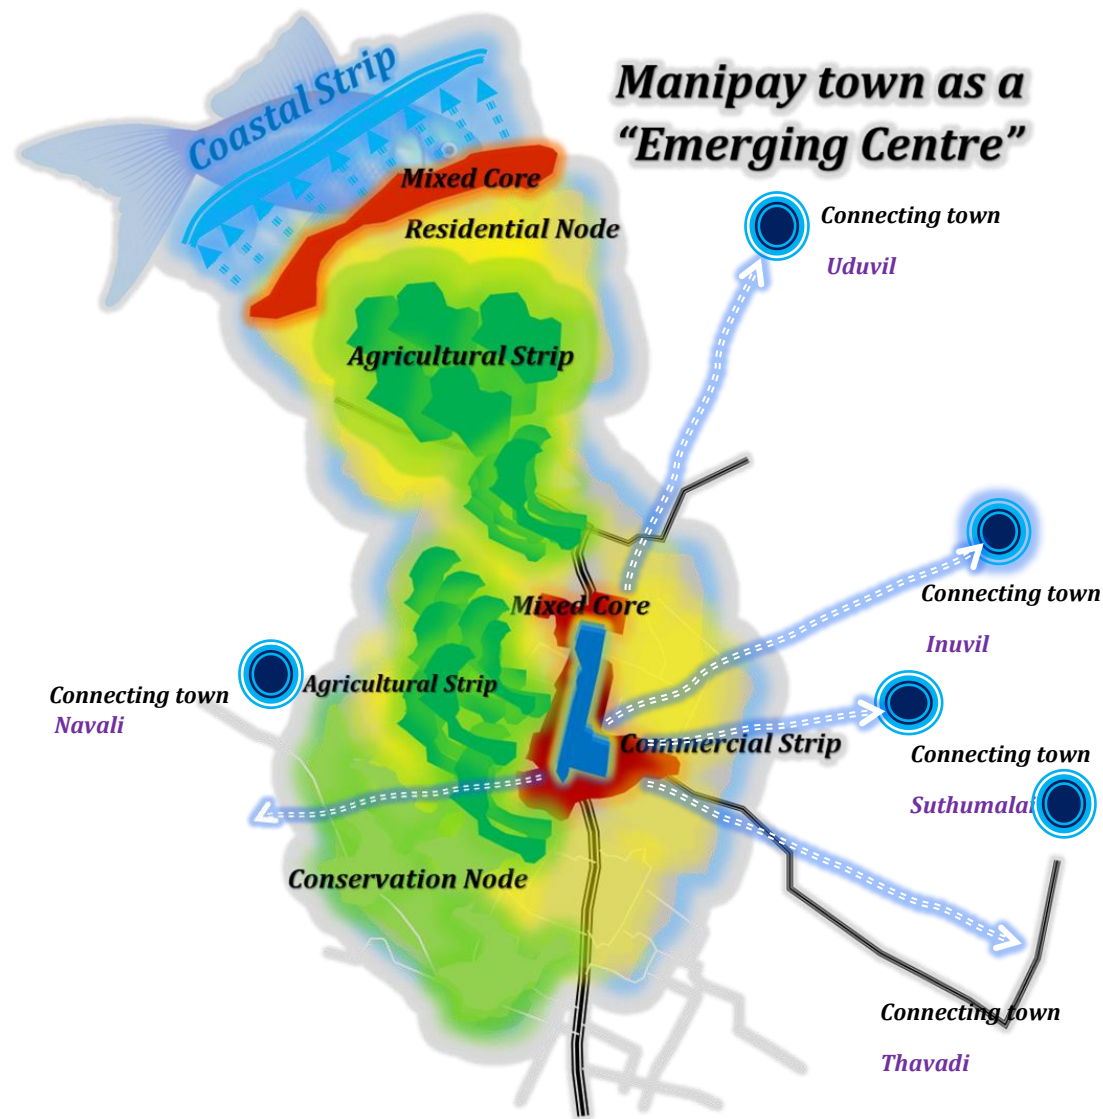 Manipay town as a
“Emerging Centre”
Coastal Strip
Mixed Core
Residential Node
Connecting town
Uduvil
Agricultural Strip
Connecting town
Inuvil
Mixed Core
Agricultural Strip
Connecting town
Navali
Commercial Strip
Connecting town
Suthumalai
Conservation Node
Connecting town
Thavadi